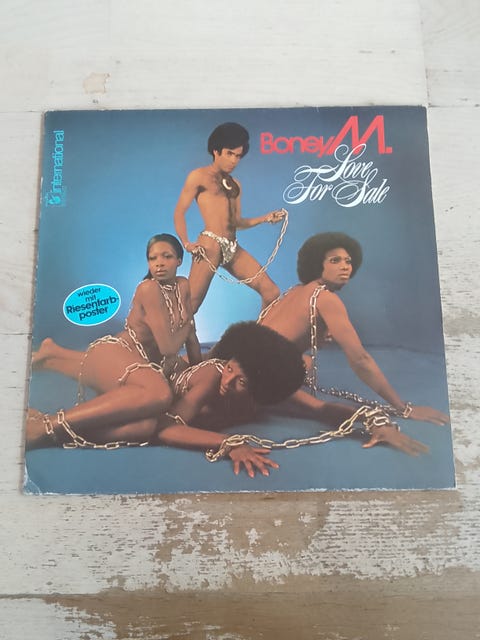 international
Boney M.
Love
For Sale
wieder
mit
Riesenfarb-
poster